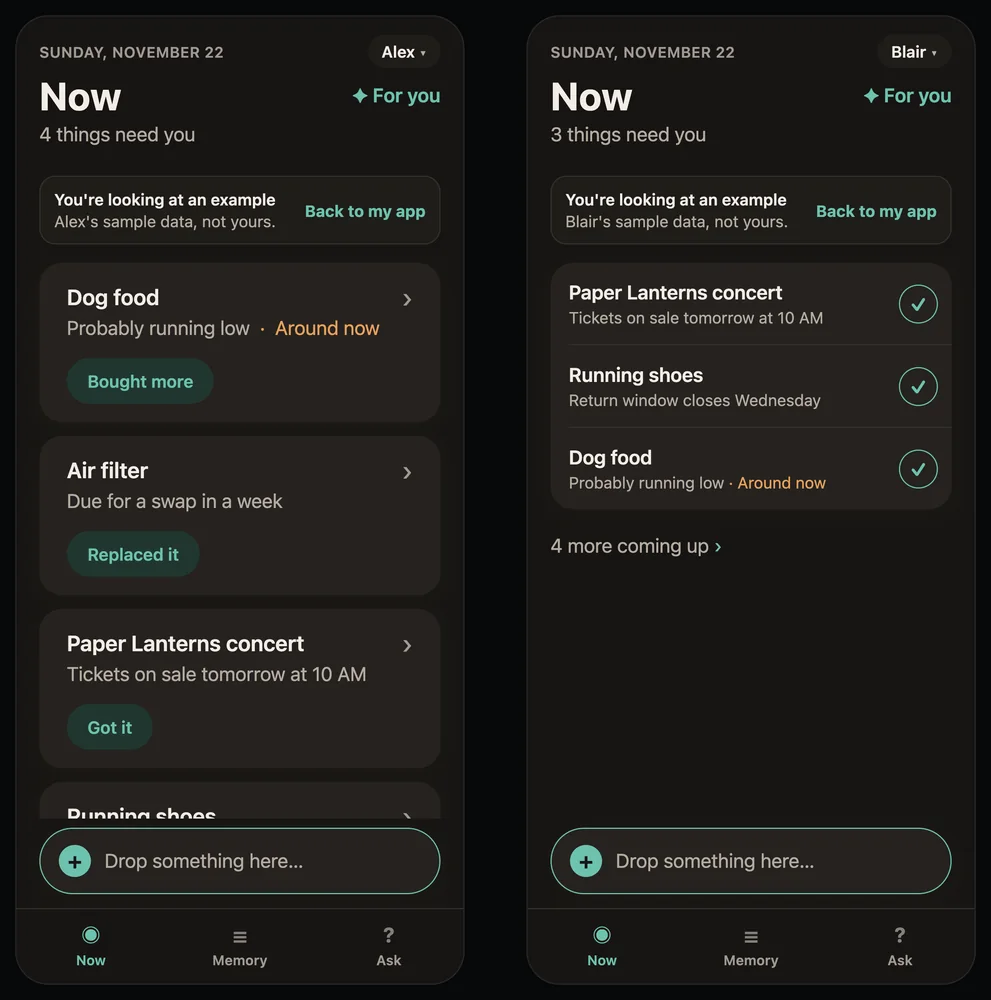 SUNDAY, NOVEMBER 22
Alex ▾
Now
✦ For you
4 things need you
You're looking at an example
Alex's sample data, not yours.
Back to my app
Dog food
Probably running low · Around now
Bought more
Air filter
Due for a swap in a week
Replaced it
Paper Lanterns concert
Tickets on sale tomorrow at 10 AM
Got it
Running shoes
Drop something here...
Now
Memory
Ask
SUNDAY, NOVEMBER 22
Blair ▾
Now
✦ For you
3 things need you
You're looking at an example
Blair's sample data, not yours.
Back to my app
Paper Lanterns concert
Tickets on sale tomorrow at 10 AM
Running shoes
Return window closes Wednesday
Dog food
Probably running low · Around now
4 more coming up ›
Drop something here...
Now
Memory
Ask